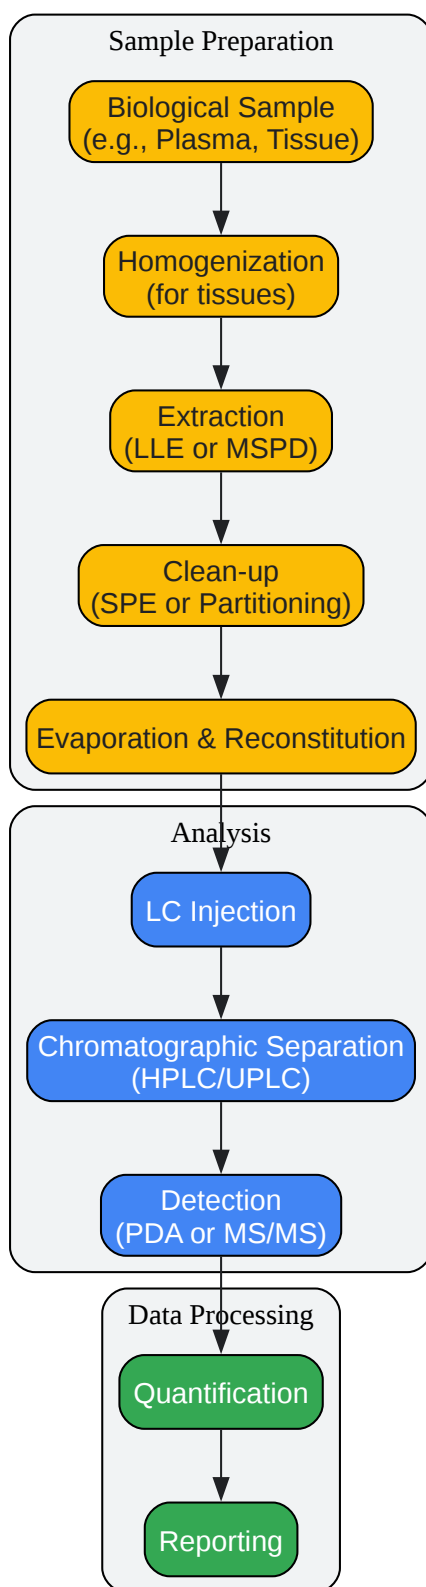 Sample Preparation
Biological Sample
(e.g., Plasma, Tissue)
Homogenization
(for tissues)
Extraction
(LLE or MSPD)
Clean-up
(SPE or Partitioning)
Evaporation & Reconstitution
Analysis
LC Injection
Chromatographic Separation
(HPLC/UPLC)
Detection
(PDA or MS/MS)
Data Processing
Quantification
Reporting